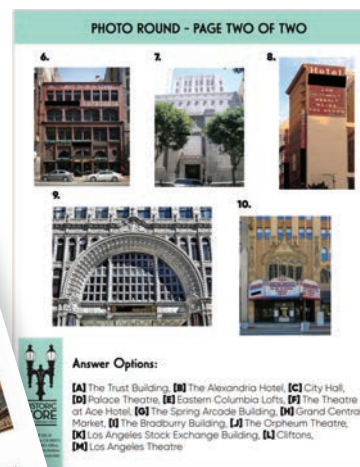 PHOTO ROUND - PAGE TWO OF TWO
6.
7.
8.
Hotel
9.
10.
Answer Options:
[A] The Trust Building, [B] The Alexandria Hotel, [C] City Hall,
[D] Palace Theatre, [E] Eastern Columbia Lofts, [F] The Theatre
at Ace Hotel, [G] The Spring Arcade Building, [H] Grand Central
Market, [I] The Bradbury Building, [J] The Orpheum Theatre,
[K] Los Angeles Stock Exchange Building, [L] Cliftons,
[M] Los Angeles Theatre
HISTORIC
CORE